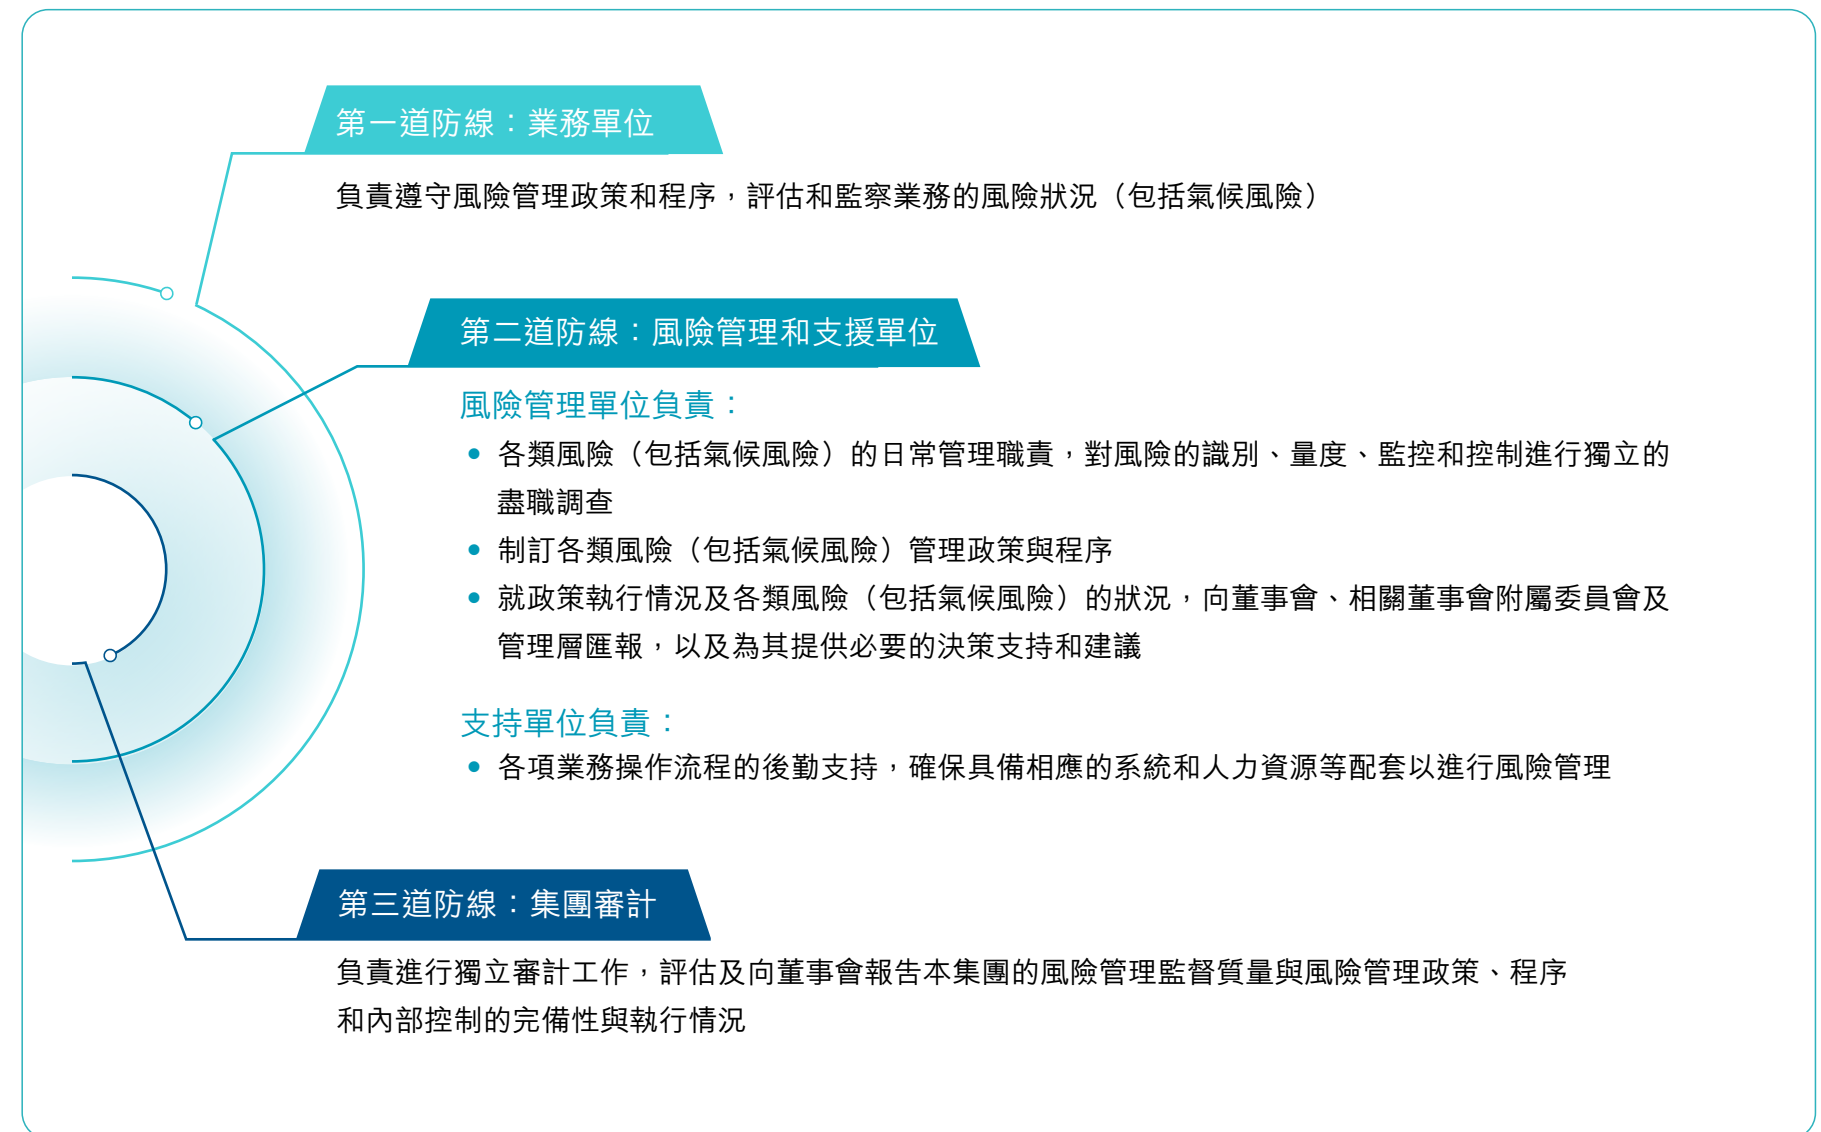 第一道防線：業務單位
負責遵守風險管理政策和程序，評估和監察業務的風險狀況（包括氣候風險）
第二道防線：風險管理和支援單位
風險管理單位負責：
• 各類風險（包括氣候風險）的日常管理職責，對風險的識別、量度、監控和控制進行獨立的
盡職調查
• 制訂各類風險（包括氣候風險）管理政策與程序
• 就政策執行情況及各類風險（包括氣候風險）的狀況，向董事會、相關董事會附屬委員會及
管理層匯報，以及為其提供必要的決策支持和建議
支持單位負責：
• 各項業務操作流程的後勤支持，確保具備相應的系統和人力資源等配套以進行風險管理
第三道防線：集團審計
負責進行獨立審計工作，評估及向董事會報告本集團的風險管理監督質量與風險管理政策、程序
和內部控制的完備性與執行情況